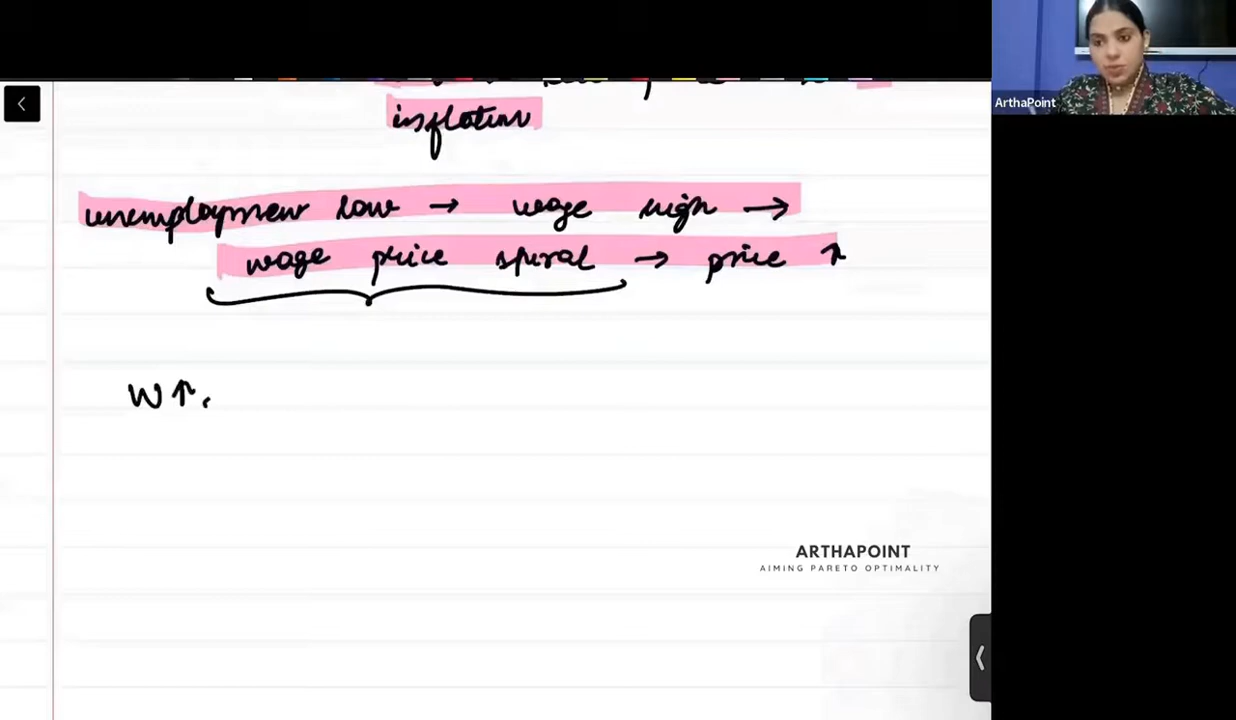 ArthaPoint
inflation
unemployment low → wage high →
wage price spiral → price ↑
W↑
ARTHAPOINT
AIMING PARETO OPTIMALITY